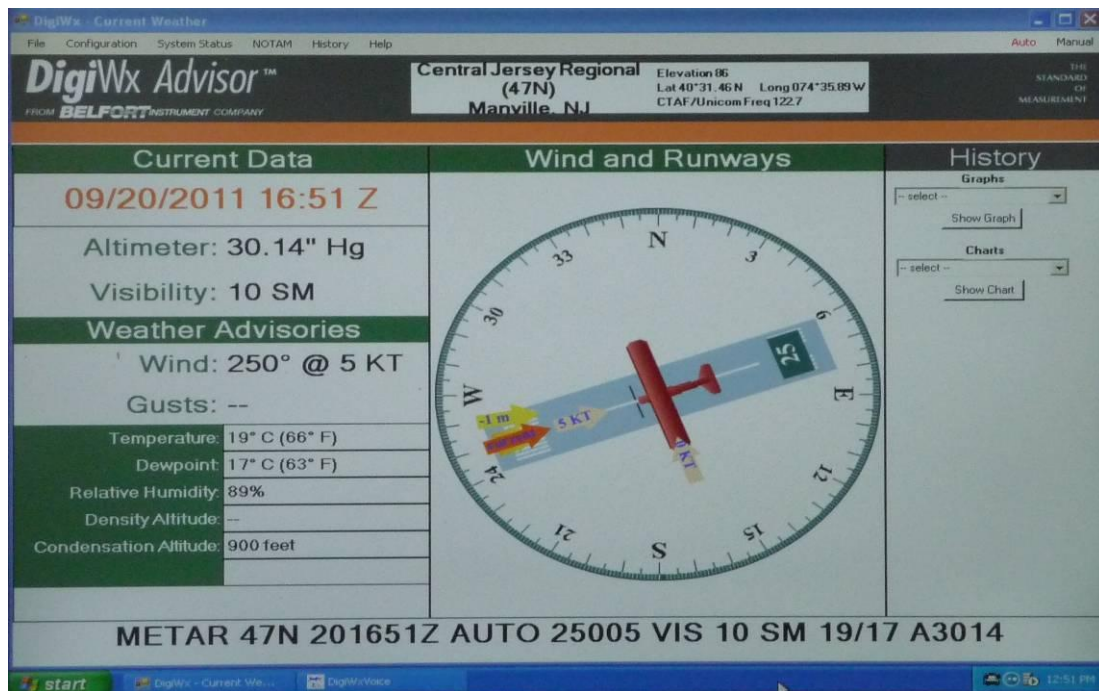 DigiWx - Current Weather
File Configuration System Status NOTAM History Help Auto Manual
DigiWx Advisor™
FROM BELFORT INSTRUMENT COMPANY
Central Jersey Regional
(47N)
Manville, NJ
Elevation 86
Lat 40°31.46 N Long 074°35.89 W
CTAF/Unicom Freq 122.7
THE
STANDARD
OF
MEASUREMENT
Current Data
09/20/2011 16:51 Z
Altimeter: 30.14" Hg
Visibility: 10 SM
Weather Advisories
Wind: 250° @ 5 KT
Gusts: --
Temperature: 19° C (66° F)
Dewpoint: 17° C (63° F)
Relative Humidity: 89%
Density Altitude: --
Condensation Altitude: 900 feet
Wind and Runways
N
33
3
30
6
25
W
E
-1 m
5 KT
KT
24
12
21
15
S
History
Graphs
-- select --
Show Graph
Charts
-- select --
Show Chart
METAR 47N 201651Z AUTO 25005 VIS 10 SM 19/17 A3014
start DigiWx - Current We... DigiWxVoice 12:51 PM